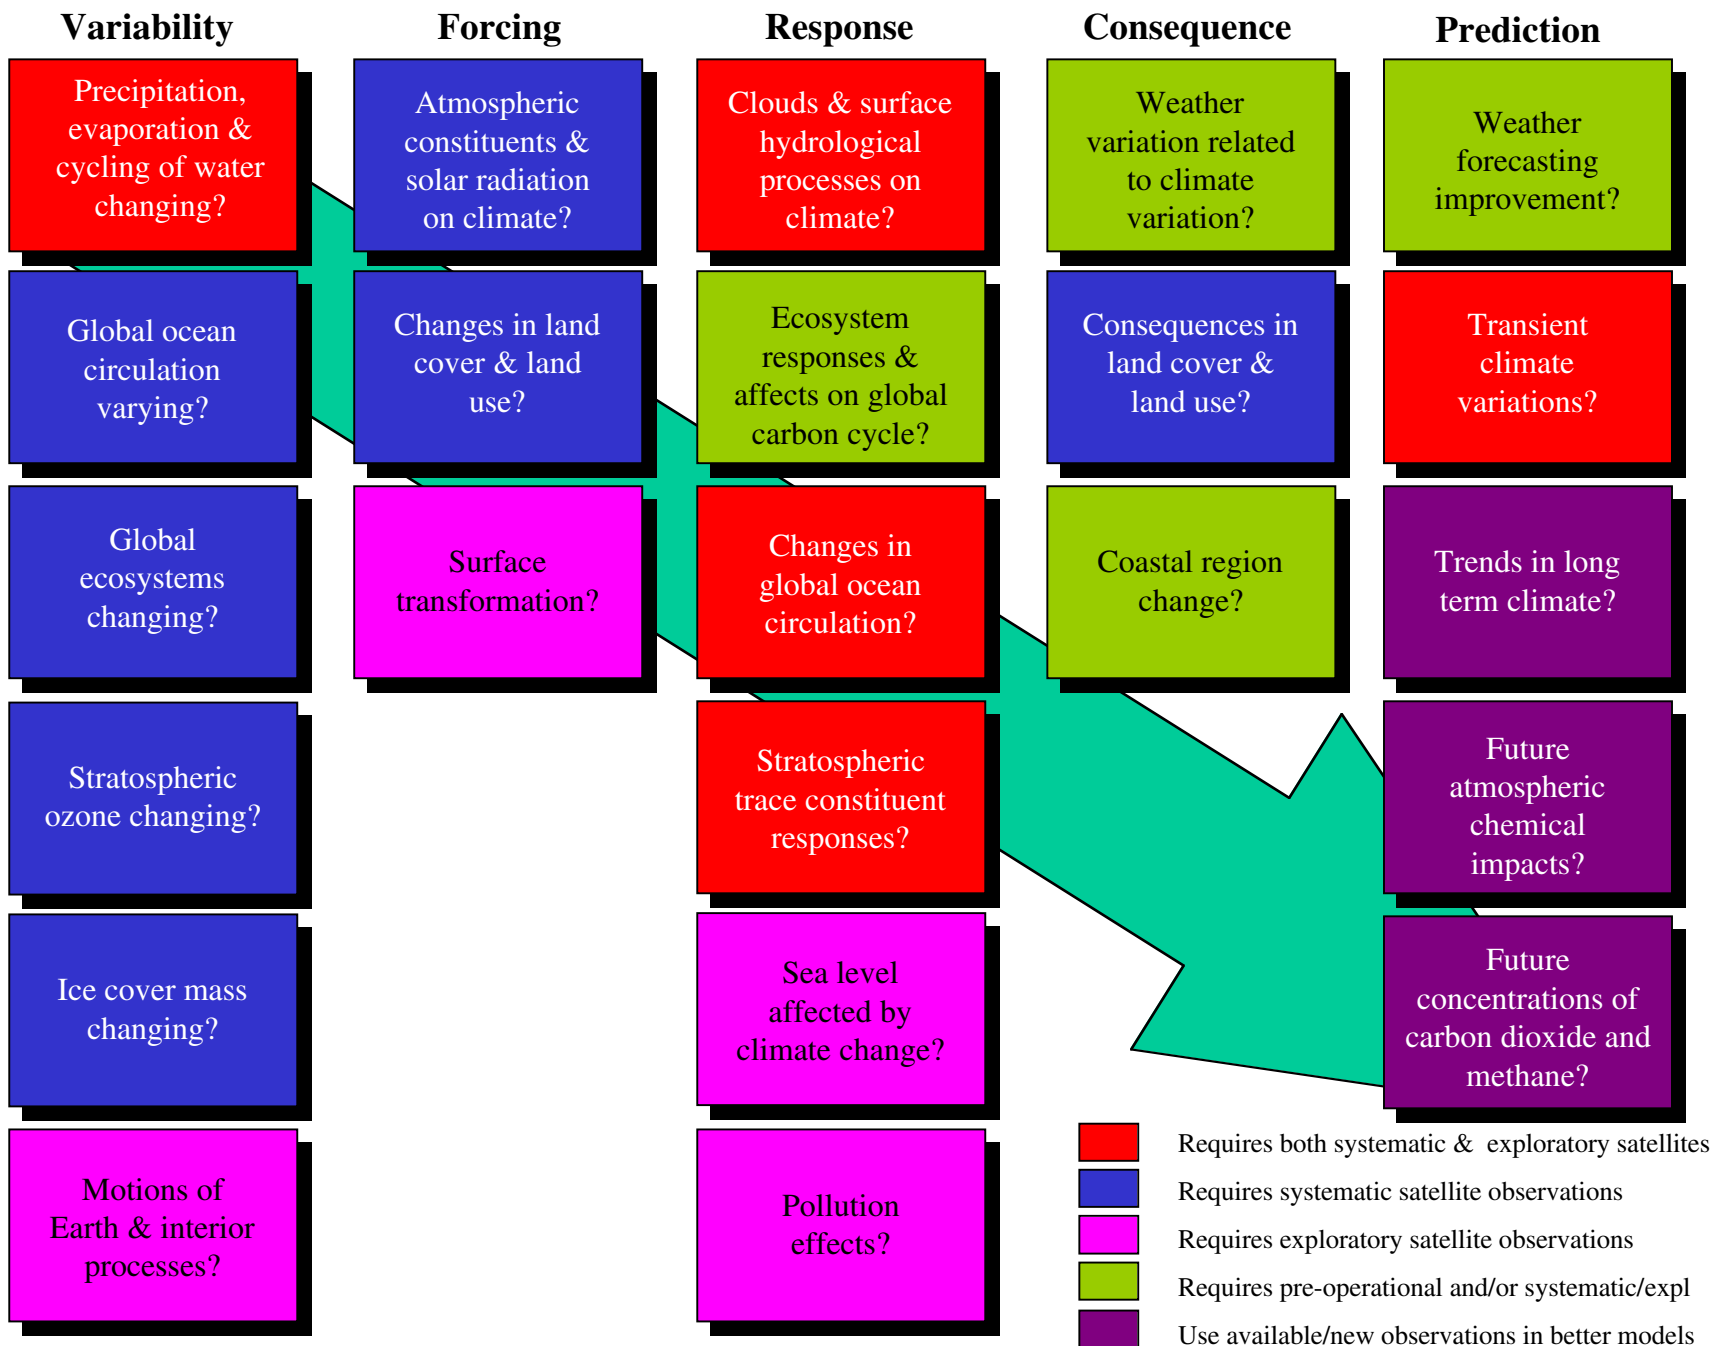 Variability
Forcing
Response
Consequence
Prediction
Precipitation,
evaporation &
cycling of water
changing?
Atmospheric
constituents &
solar radiation
on climate?
Clouds & surface
hydrological
processes on
climate?
Weather
variation related
to climate
variation?
Weather
forecasting
improvement?
Global ocean
circulation
varying?
Changes in land
cover & land
use?
Ecosystem
responses &
affects on global
carbon cycle?
Consequences in
land cover &
land use?
Transient
climate
variations?
Global
ecosystems
changing?
Surface
transformation?
Changes in
global ocean
circulation?
Coastal region
change?
Trends in long
term climate?
Stratospheric
ozone changing?
Stratospheric
trace constituent
responses?
Future
atmospheric
chemical
impacts?
Ice cover mass
changing?
Sea level
affected by
climate change?
Future
concentrations of
carbon dioxide and
methane?
Motions of
Earth & interior
processes?
Pollution
effects?
Requires both systematic & exploratory satellites
Requires systematic satellite observations
Requires exploratory satellite observations
Requires pre-operational and/or systematic/expl
Use available/new observations in better models